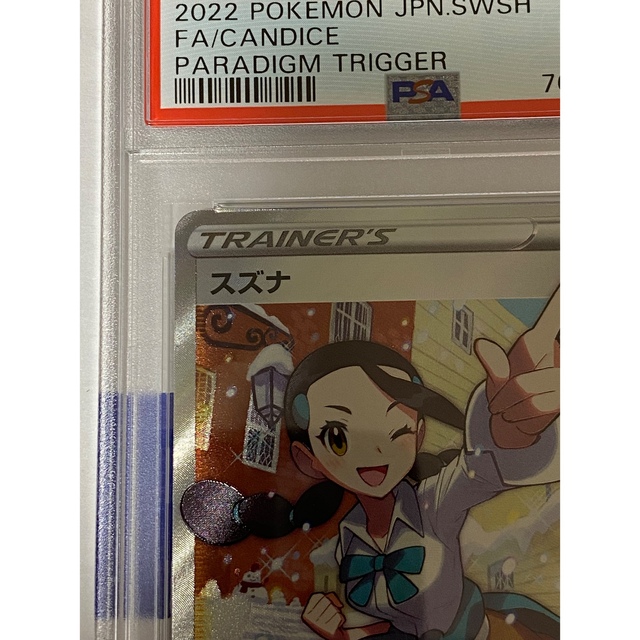 2022 POKEMON JPN.SWSH
FA/CANDICE
PARADIGM TRIGGER
PSA
TRAINER'S
スズナ